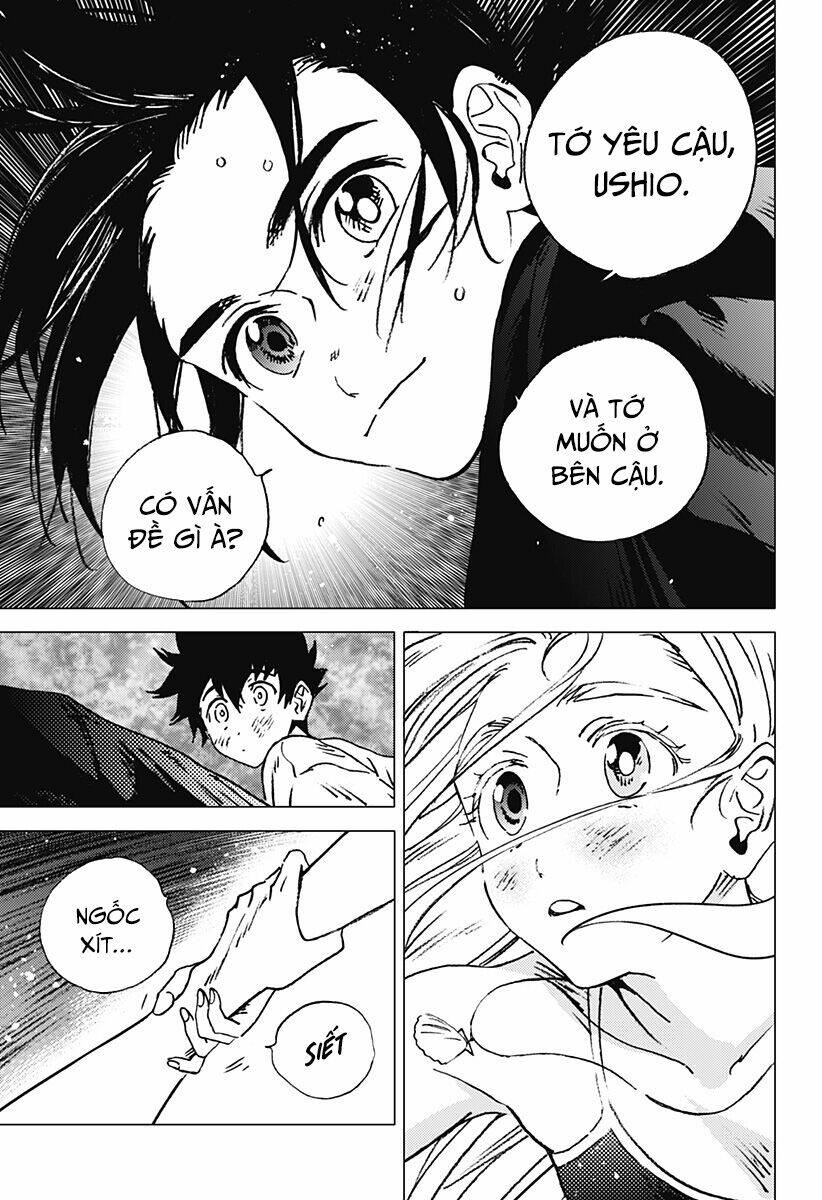 TỚ YÊU CẬU,
USHIO.
VÀ TỚ
MUỐN Ở
BÊN CẬU.
CÓ VẤN
ĐỀ GÌ À?
NGỐC
XÍT...
SIẾT